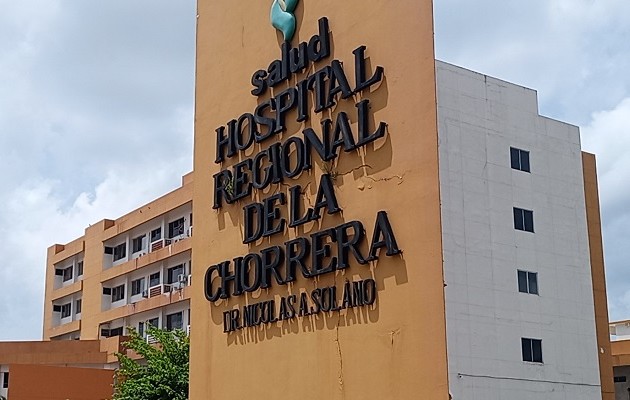 salud
HOSPITAL
REGIONAL
DE LA
CHORRERA
DR. NICOLAS A. SOLANO